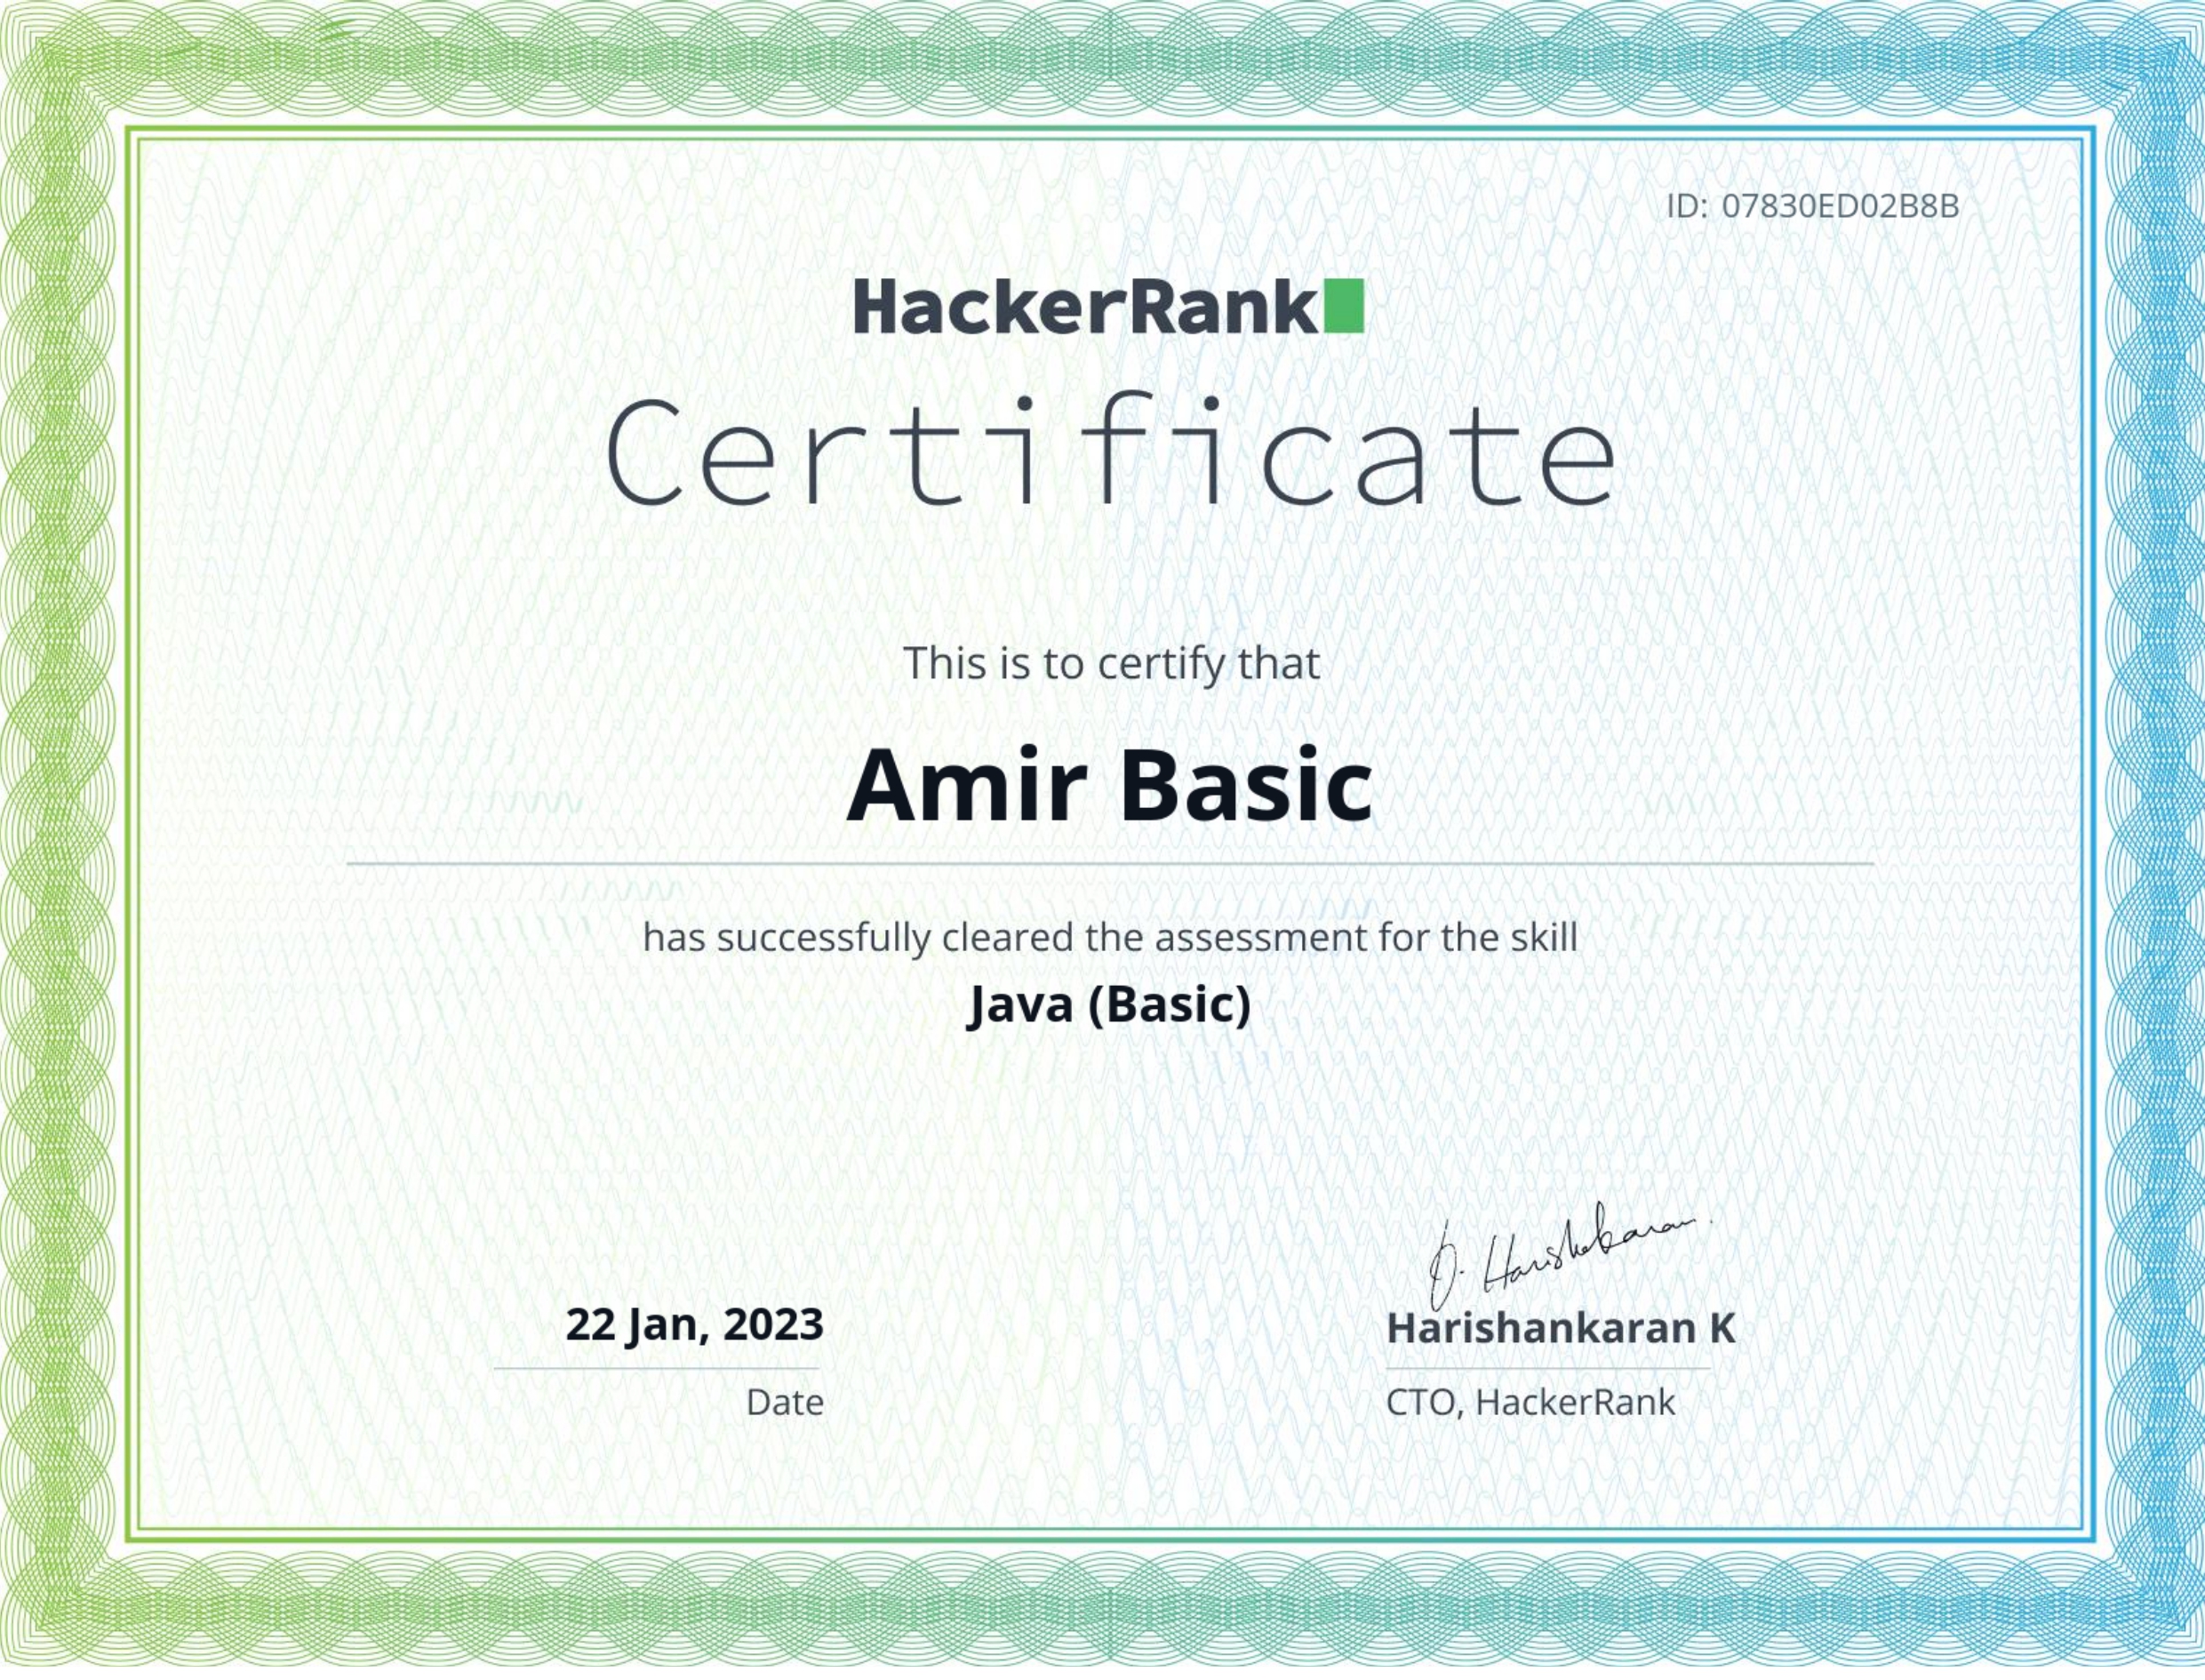 ID: 07830ED02B8B
HackerRank
Certificate
This is to certify that
Amir Basic
has successfully cleared the assessment for the skill
Java (Basic)
22 Jan, 2023
Date
Harishankaran K
CTO, HackerRank